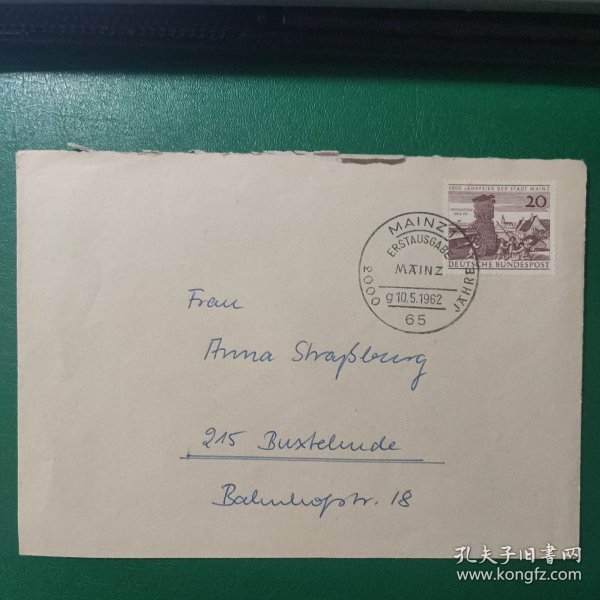 2000 JAHRFEIER DER STADT MAINZ
20
DEUTSCHE BUNDESPOST
MAINZ
ERSTAUSGABE
MAINZ
2000 JAHRE
g 10.5.1962
65
Frau
Anna Straßburg
215 Buxtehude
Bahnhofstr. 18
孔夫子旧书网
www.kongfz.com